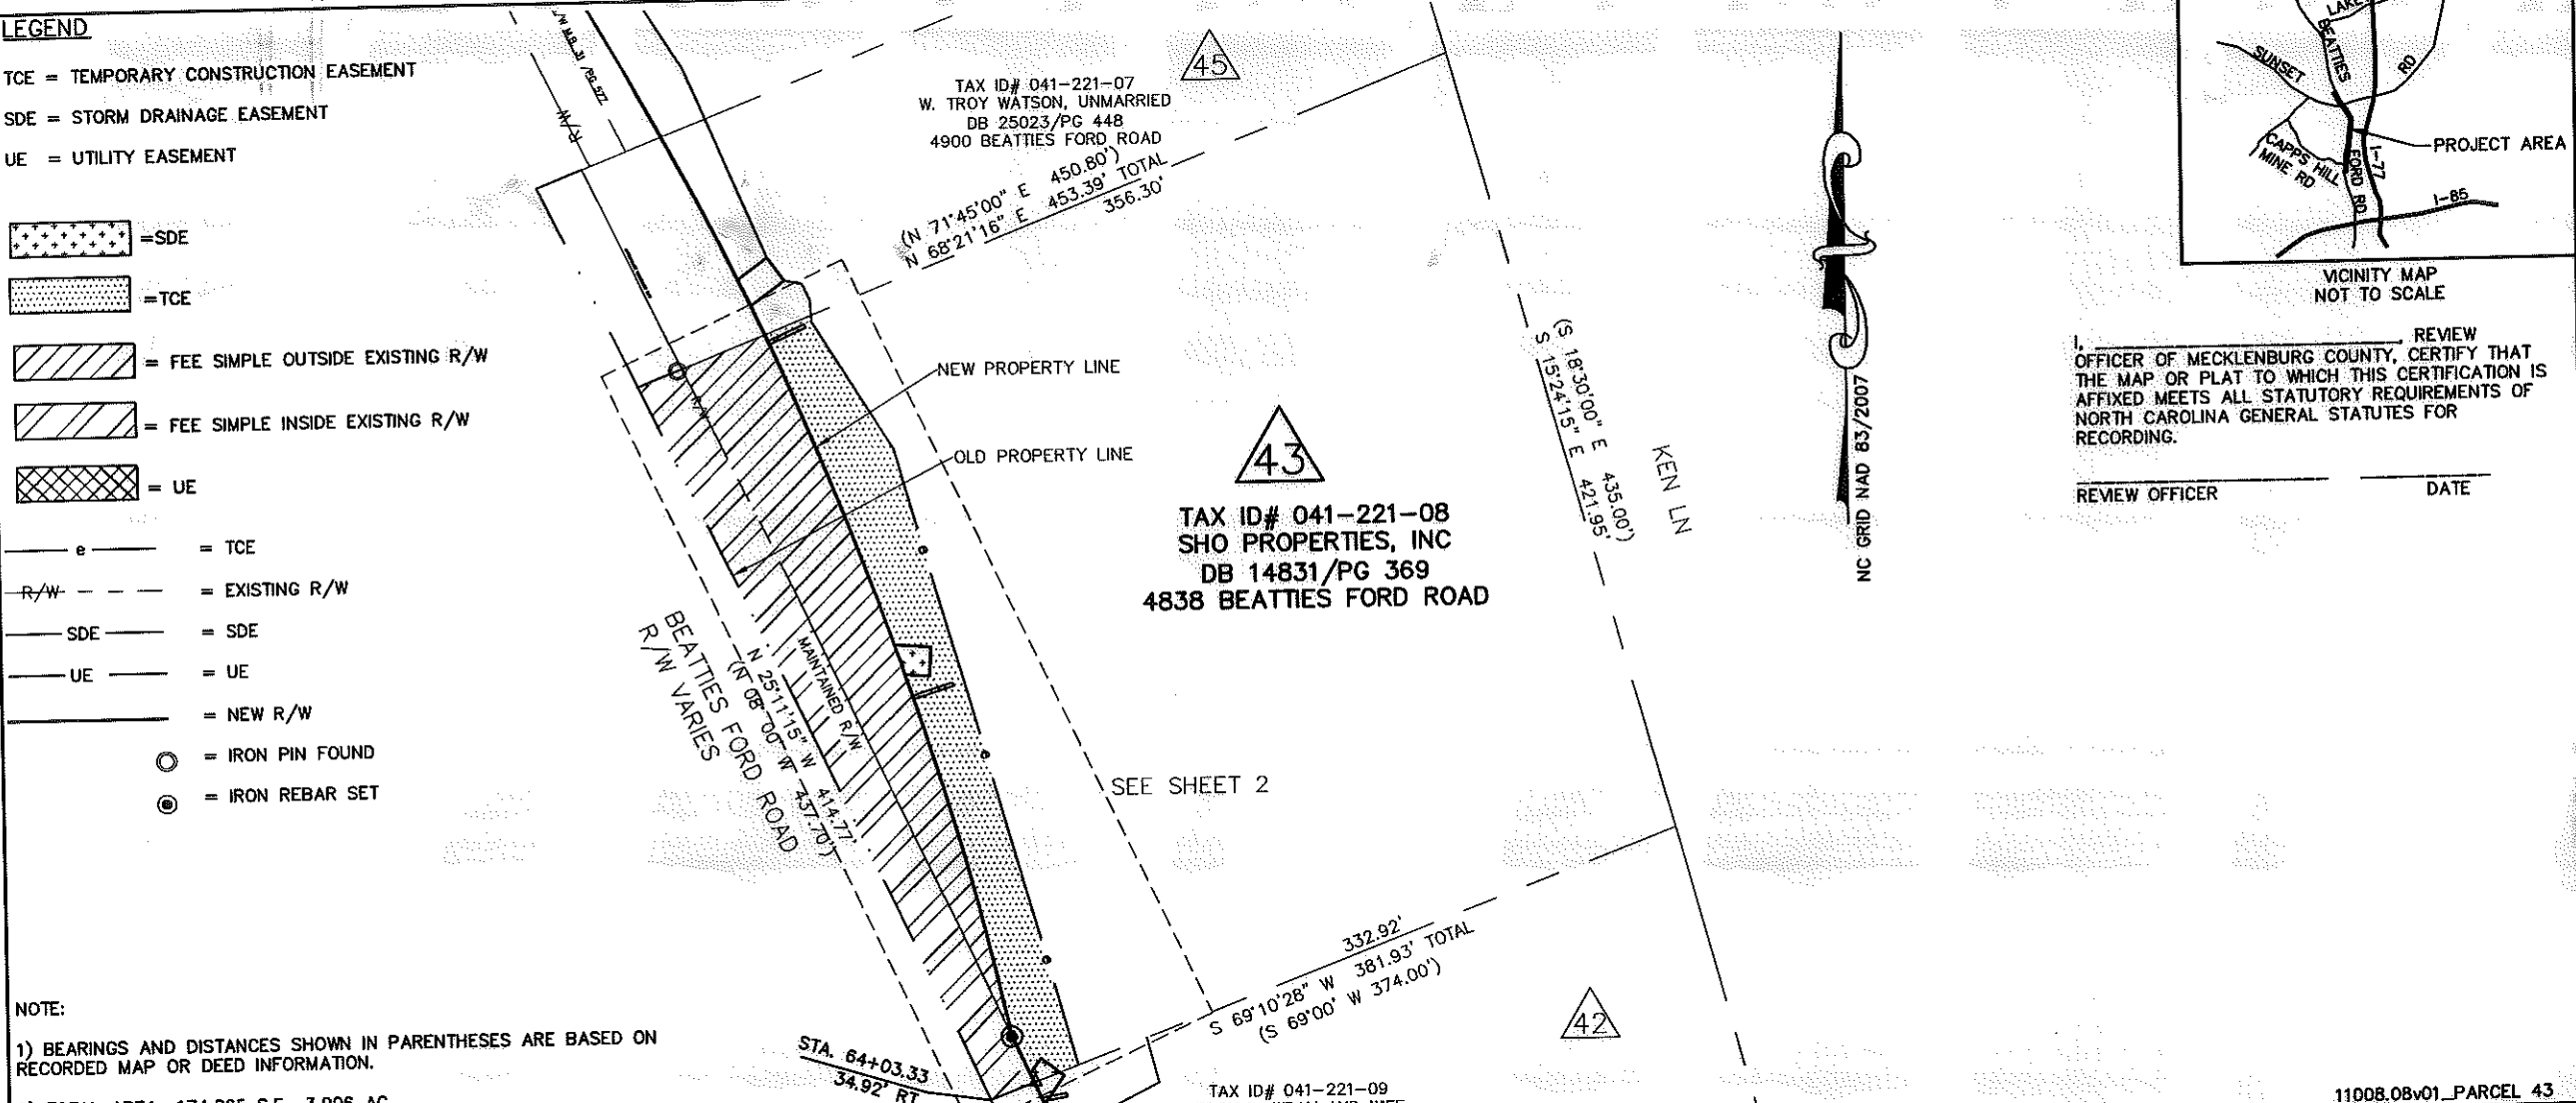 LEGEND
TCE = TEMPORARY CONSTRUCTION EASEMENT
SDE = STORM DRAINAGE EASEMENT
UE = UTILITY EASEMENT
=SDE
=TCE
= FEE SIMPLE OUTSIDE EXISTING R/W
= FEE SIMPLE INSIDE EXISTING R/W
= UE
e = TCE
R/W = EXISTING R/W
SDE = SDE
UE = UE
= NEW R/W
= IRON PIN FOUND
= IRON REBAR SET
NOTE:
1) BEARINGS AND DISTANCES SHOWN IN PARENTHESES ARE BASED ON
RECORDED MAP OR DEED INFORMATION.
R/W M.B. 31 /PG 577
R/W
45
TAX ID# 041-221-07
W. TROY WATSON, UNMARRIED
DB 25023/PG 448
4900 BEATTIES FORD ROAD
(N 71°45'00" E 450.80')
N 68°21'16" E 453.39' TOTAL
356.30'
NEW PROPERTY LINE
OLD PROPERTY LINE
R/W
43
TAX ID# 041-221-08
SHO PROPERTIES, INC
DB 14831/PG 369
4838 BEATTIES FORD ROAD
(S 18°30'00" E 435.00')
S 15°24'15" E 421.95'
KEN LN
BEATTIES FORD ROAD
R/W VARIES
MAINTAINED R/W
N 25°11'15" W 414.77'
(N 08°00' W 437.70')
e
e
e
SEE SHEET 2
332.92'
S 69°10'28" W 381.93' TOTAL
(S 69°00' W 374.00')
42
STA. 64+03.33
34.92' RT
TAX ID# 041-221-09
NC GRID NAD 83/2007
LAKE
BEATTIES
SUNSET
RD
CAPPS HILL
MINE RD
FORD RD
I-77
PROJECT AREA
I-85
VICINITY MAP
NOT TO SCALE
I, , REVIEW
OFFICER OF MECKLENBURG COUNTY, CERTIFY THAT
THE MAP OR PLAT TO WHICH THIS CERTIFICATION IS
AFFIXED MEETS ALL STATUTORY REQUIREMENTS OF
NORTH CAROLINA GENERAL STATUTES FOR
RECORDING.
REVIEW OFFICER DATE
11008.08v01_PARCEL 43